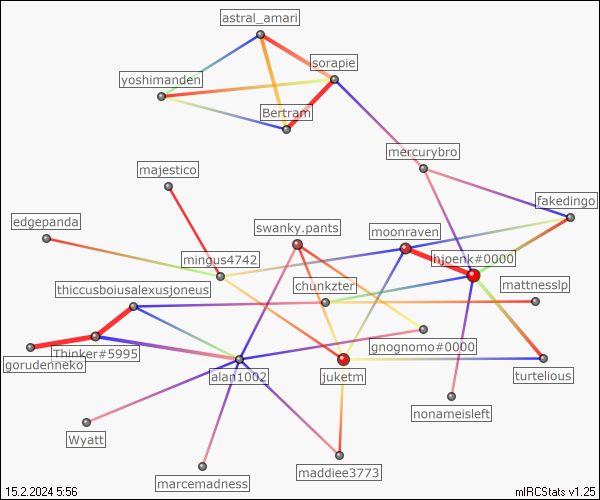 astral_amari
sorapie
yoshimanden
Bertram
mercurybro
majestico
fakedingo
edgepanda
swanky.pants
moonraven
mingus4742
hjoenk#0000
thiccusboiusalexusjoneus
chunkzter
mattnesslp
Thinker#5995
gnognomo#0000
gorudenneko
alan1002
juketm
turtelious
nonameisleft
Wyatt
maddiee3773
marcemadness
15.2.2024 5:56
mIRCStats v1.25